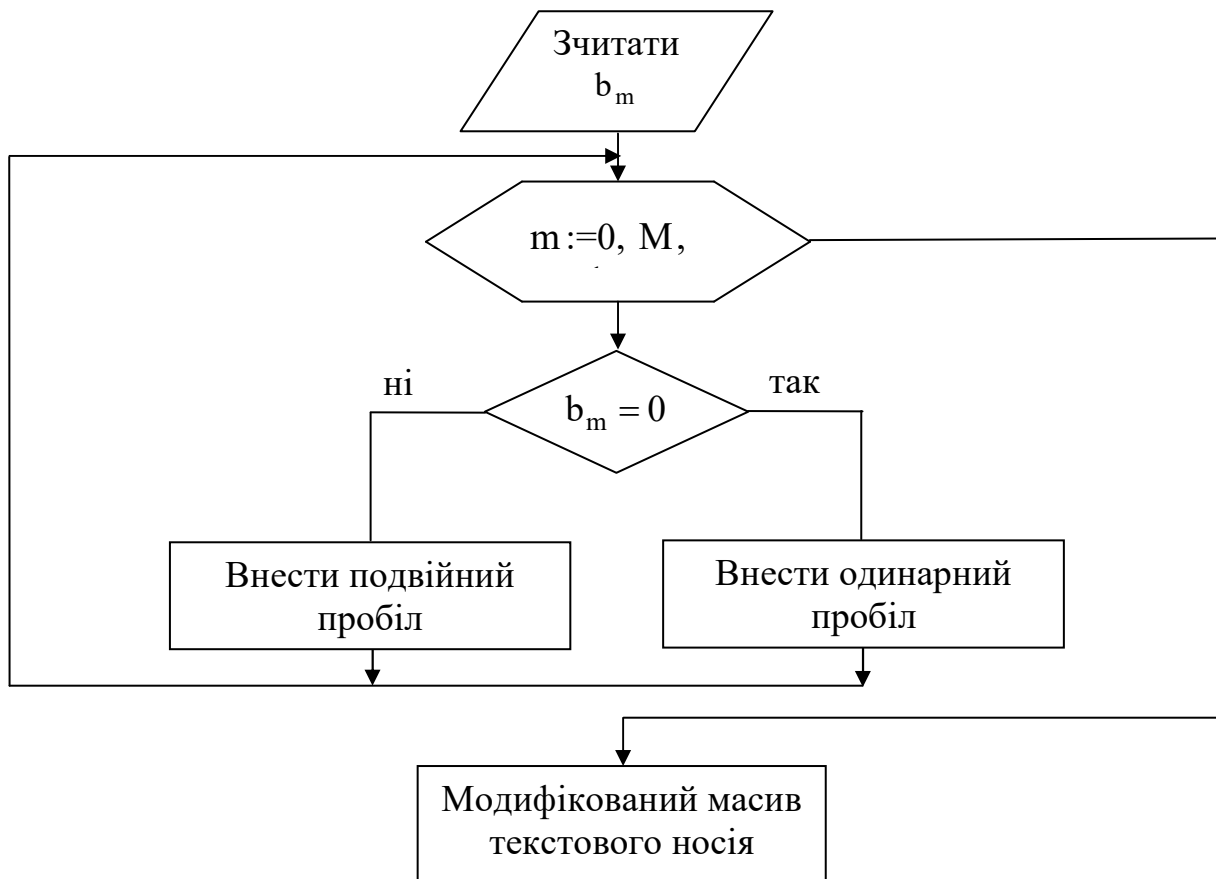 Зчитати
b_m
m:=0, M,
ні
так
b_m = 0
Внести подвійний
пробіл
Внести одинарний
пробіл
Модифікований масив
текстового носія